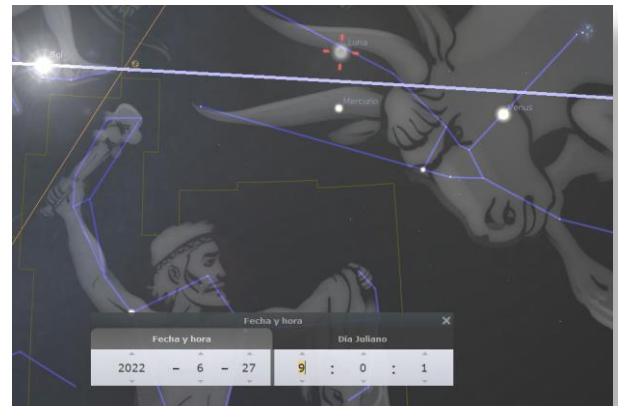 Luna
Sol
Mercurio
Venus
Fecha y hora ×
Fecha y hora Día Juliano
2022 - 6 - 27 9 : 0 : 1